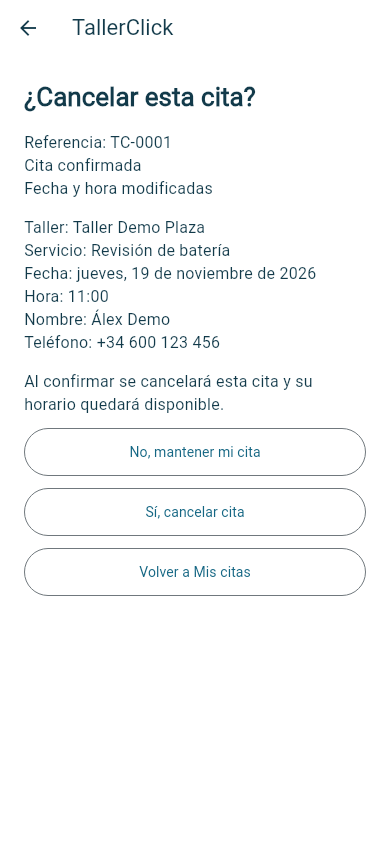 TallerClick
¿Cancelar esta cita?
Referencia: TC-0001
Cita confirmada
Fecha y hora modificadas
Taller: Taller Demo Plaza
Servicio: Revisión de batería
Fecha: jueves, 19 de noviembre de 2026
Hora: 11:00
Nombre: Álex Demo
Teléfono: +34 600 123 456
Al confirmar se cancelará esta cita y su
horario quedará disponible.
No, mantener mi cita
Sí, cancelar cita
Volver a Mis citas